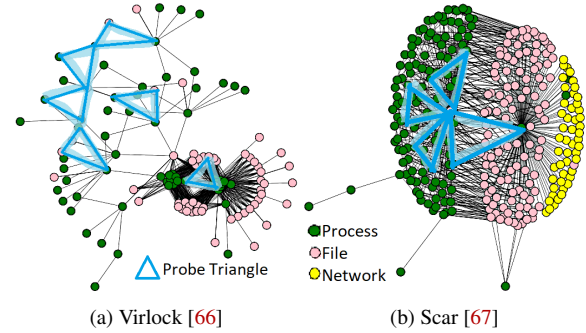 Probe Triangle
Process
File
Network
(a) Virlock [66]
(b) Scar [67]